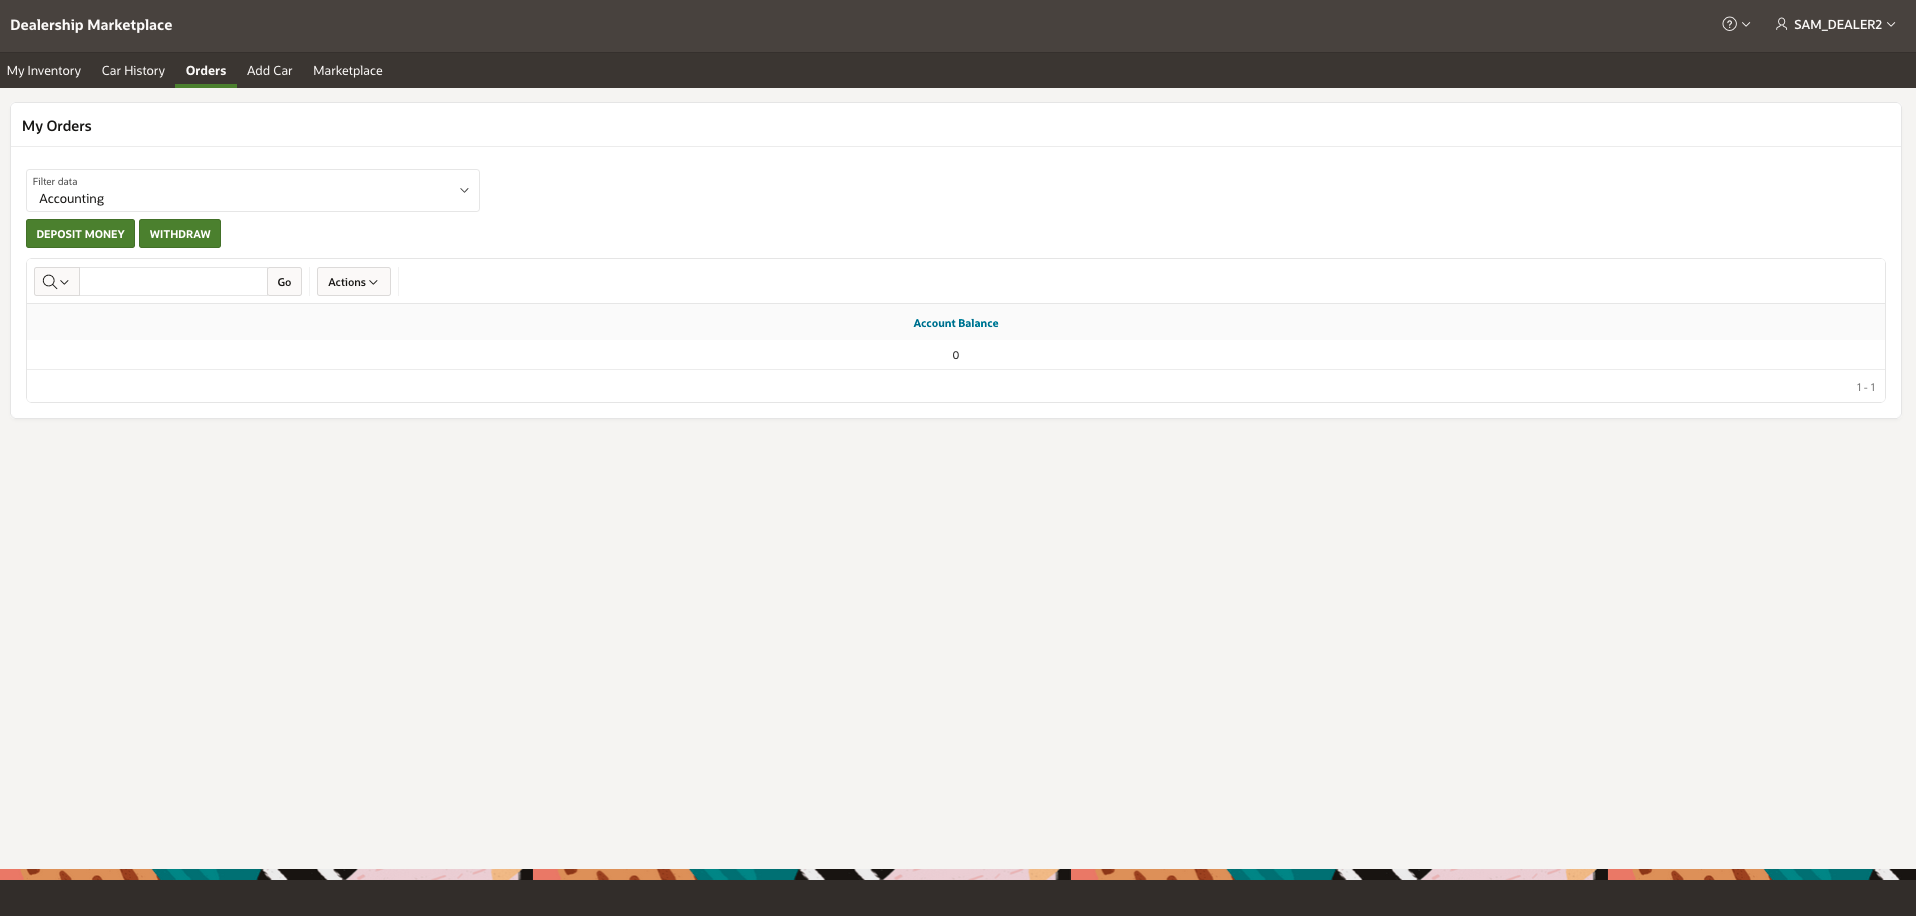 Dealership Marketplace
SAM_DEALER2
My Inventory Car History Orders Add Car Marketplace
My Orders
Filter data
Accounting
DEPOSIT MONEY WITHDRAW
Go Actions
Account Balance
0
1 - 1